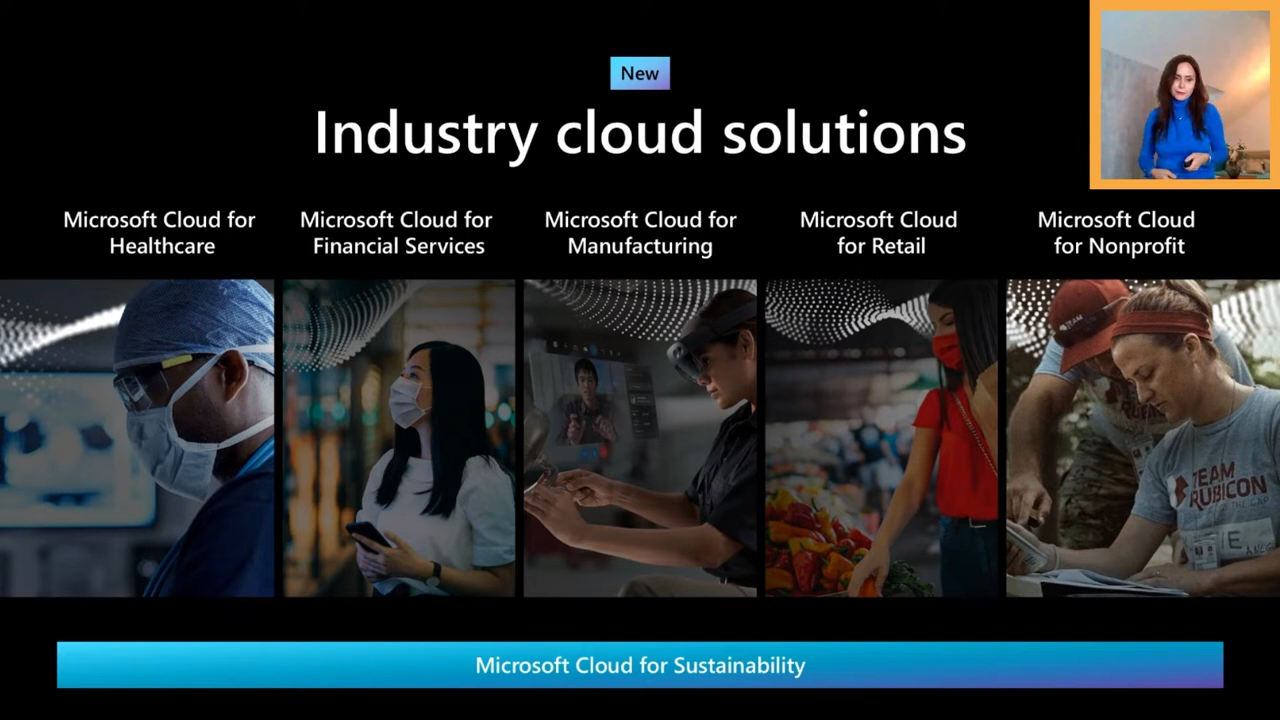 New
Industry cloud solutions
Microsoft Cloud for
Healthcare
Microsoft Cloud for
Financial Services
Microsoft Cloud for
Manufacturing
Microsoft Cloud
for Retail
Microsoft Cloud
for Nonprofit
TEAM
TEAM
RUBICON
E
Microsoft Cloud for Sustainability